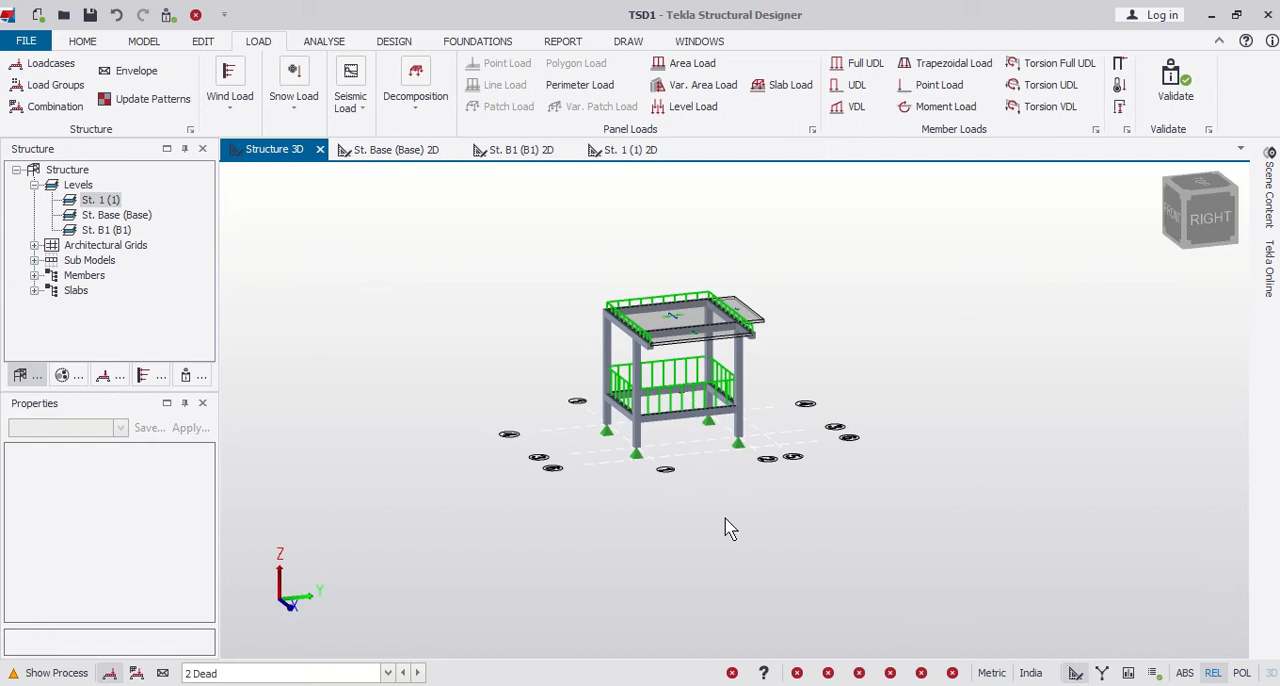 TSD1 - Tekla Structural Designer
Log in
FILE HOME MODEL EDIT LOAD ANALYSE DESIGN FOUNDATIONS REPORT DRAW WINDOWS
Loadcases
Load Groups
Combination
Envelope
Update Patterns
Structure
Wind Load
Snow Load
Seismic Load
Decomposition
Point Load
Line Load
Patch Load
Polygon Load
Perimeter Load
Var. Patch Load
Area Load
Var. Area Load
Level Load
Slab Load
Panel Loads
Full UDL
UDL
VDL
Trapezoidal Load
Point Load
Moment Load
Torsion Full UDL
Torsion UDL
Torsion VDL
Member Loads
Validate
Validate
Structure
Structure 3D
St. Base (Base) 2D
St. B1 (B1) 2D
St. 1 (1) 2D
Structure
Levels
St. 1 (1)
St. Base (Base)
St. B1 (B1)
Architectural Grids
Sub Models
Members
Slabs
Properties
Save... Apply...
FRONT
RIGHT
Scene Content
Tekla Online
Z
Y
X
Show Process
2 Dead
Metric
India
ABS
REL
POL
3D